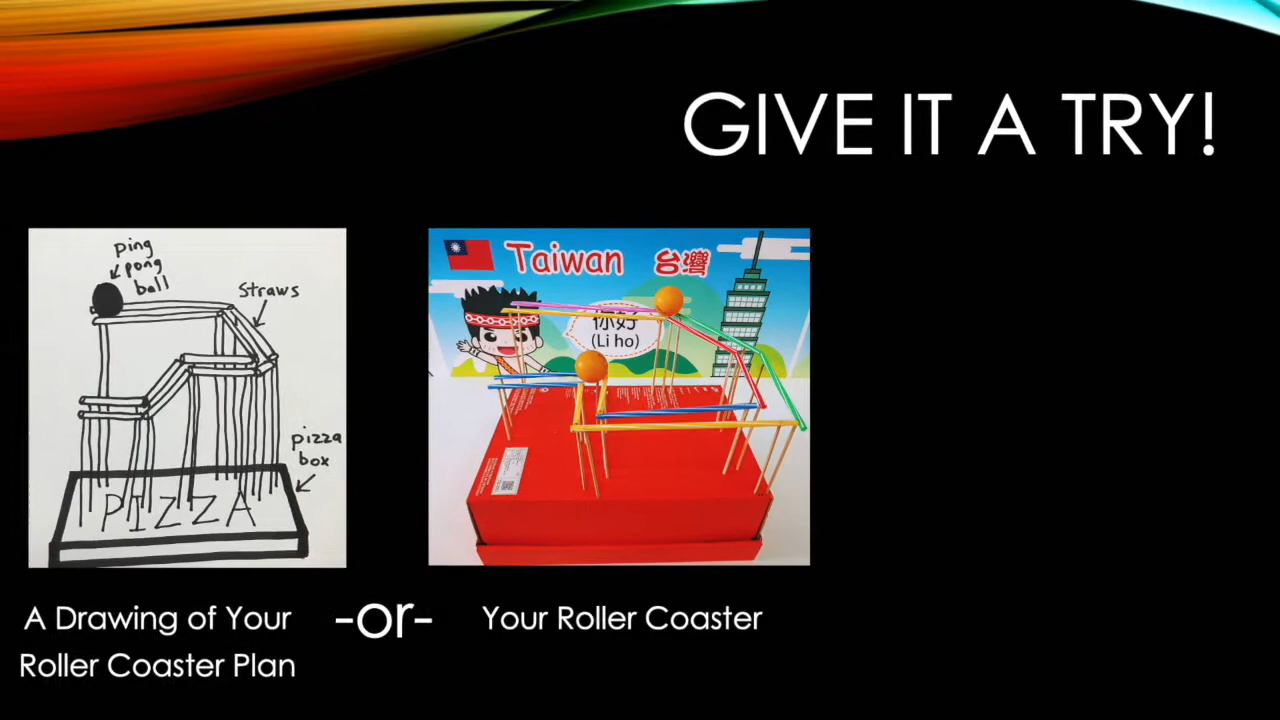 GIVE IT A TRY!
ping
pong
ball
straws
pizza
box
PIZZA
Taiwan 台灣
你好
(Li ho)
A Drawing of Your
Roller Coaster Plan
-or-
Your Roller Coaster